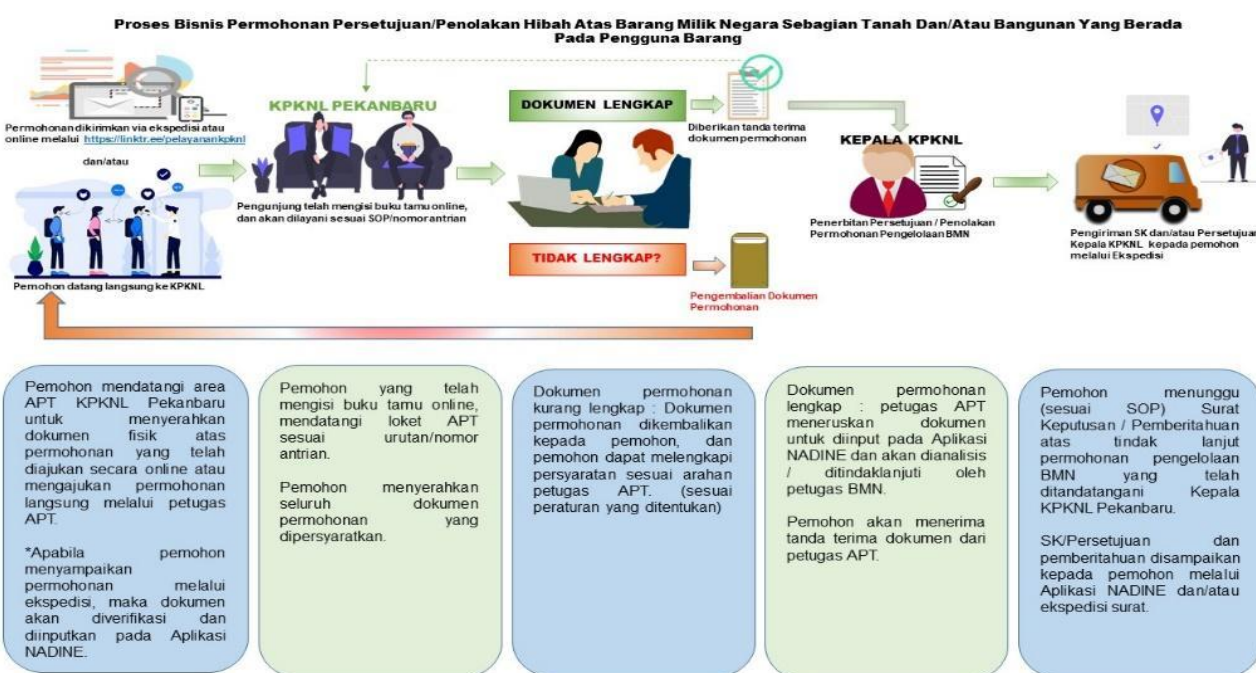 Proses Bisnis Permohonan Persetujuan/Penolakan Hibah Atas Barang Milik Negara Sebagian Tanah Dan/Atau Bangunan Yang Berada
Pada Pengguna Barang
Permohonan dikirimkan via ekspedisi atau
online melalui https://linktr.ee/pelayanankpknl
dan/atau
Pemohon datang langsung ke KPKNL
KPKNL PEKANBARU
Pengunjung telah mengisi buku tamu online,
dan akan dilayani sesuai SOP/nomor antrian
DOKUMEN LENGKAP
TIDAK LENGKAP?
Diberikan tanda terima
dokumen permohonan
Pengembalian Dokumen
Permohonan
KEPALA KPKNL
Penerbitan Persetujuan / Penolakan
Permohonan Pengelolaan BMN
Pengiriman SK dan/atau Persetujuan
Kepala KPKNL kepada pemohon
melalui Ekspedisi
Pemohon mendatangi area
APT KPKNL Pekanbaru
untuk menyerahkan
dokumen fisik atas
permohonan yang telah
diajukan secara online atau
mengajukan permohonan
langsung melalui petugas
APT.
*Apabila pemohon
menyampaikan
permohonan melalui
ekspedisi, maka dokumen
akan diverifikasi dan
diinputkan pada Aplikasi
NADINE.
Pemohon yang telah
mengisi buku tamu online,
mendatangi loket APT
sesuai urutan/nomor
antrian.
Pemohon menyerahkan
seluruh dokumen
permohonan yang
dipersyaratkan.
Dokumen permohonan
kurang lengkap : Dokumen
permohonan dikembalikan
kepada pemohon, dan
pemohon dapat melengkapi
persyaratan sesuai arahan
petugas APT. (sesuai
peraturan yang ditentukan)
Dokumen permohonan
lengkap : petugas APT
meneruskan dokumen
untuk diinput pada Aplikasi
NADINE dan akan dianalisis
/ ditindaklanjuti oleh
petugas BMN.
Pemohon akan menerima
tanda terima dokumen dari
petugas APT.
Pemohon menunggu
(sesuai SOP) Surat
Keputusan / Pemberitahuan
atas tindak lanjut
permohonan pengelolaan
BMN yang telah
ditandatangani Kepala
KPKNL Pekanbaru.
SK/Persetujuan dan
pemberitahuan disampaikan
kepada pemohon melalui
Aplikasi NADINE dan/atau
ekspedisi surat.